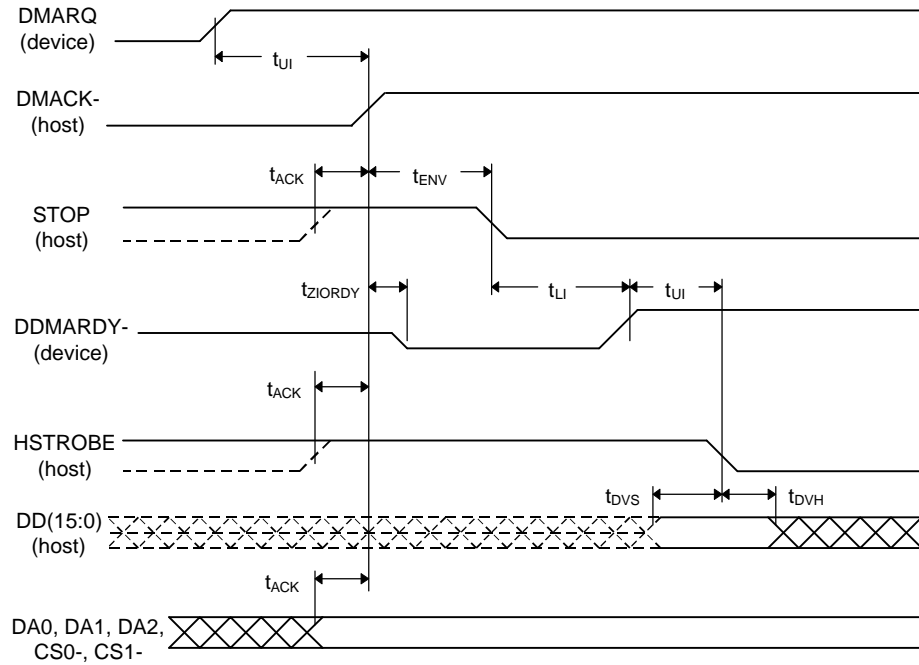 DMARQ
(device)
tUI
DMACK-
(host)
tACK
tENV
STOP
(host)
tZIORDY
tLI
tUI
DDMARDY-
(device)
tACK
HSTROBE
(host)
tDVS
tDVH
DD(15:0)
(host)
tACK
DA0, DA1, DA2,
CS0-, CS1-